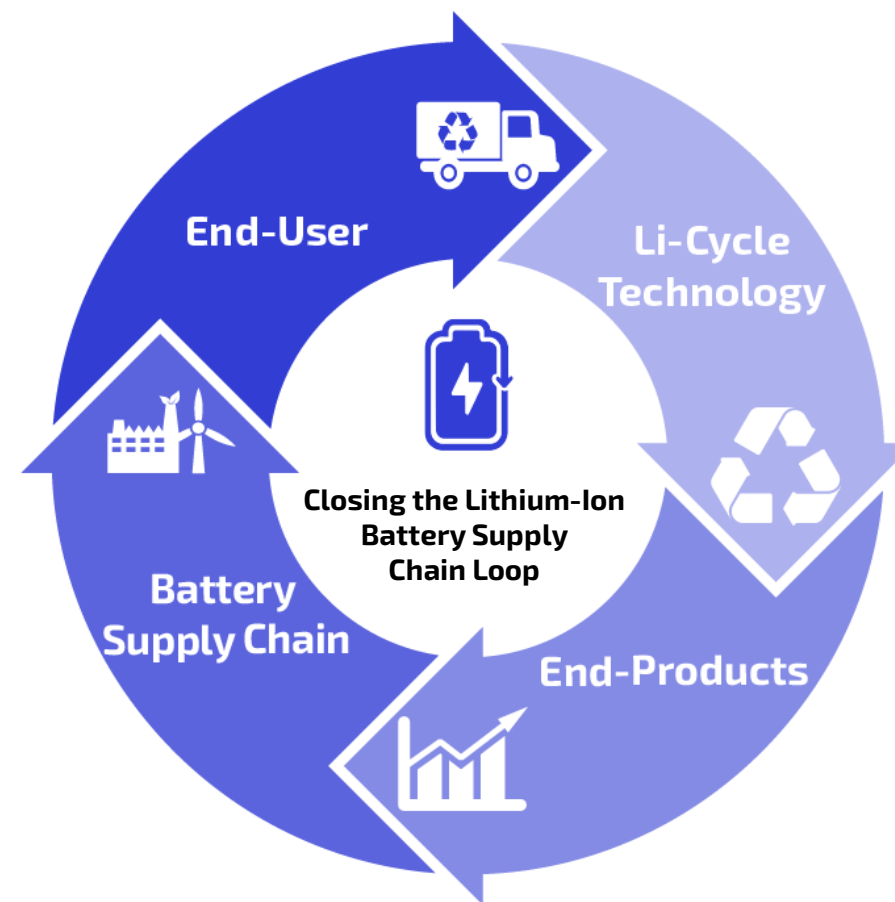 End-User
Li-Cycle
Technology
Closing the Lithium-Ion
Battery Supply
Chain Loop
Battery
Supply Chain
End-Products